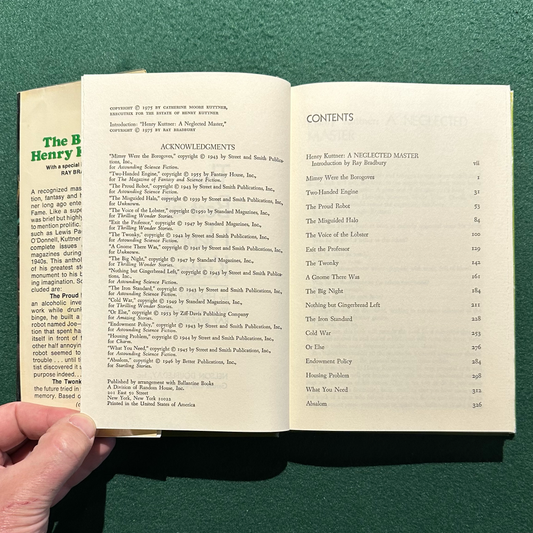 The B
Henry K
With a special
RAY BRA
A recognized mas
tion, fantasy and h
ner long ago entere
Fame. Like a supe
was brief but highly
to mention prolific.
such as Lewis Pa
O'Donnell, Kuttner
complete issues
magazines during
1940s. This anthol
of his greatest sto
monument to his b
ing imagination. So
cluded are:
The Proud
an alcoholic inve
work while drunk
binge, he built a
robot named Joe—
tion that spent ha
itself in front of
other half annoyin
robot seemed to
trouble . . . until t
tist discovered if a
purpose indeed.
The Twonk
the future tried in
memory. Based
COPYRIGHT © 1975 BY CATHERINE MOORE KUTTNER,
EXECUTRIX FOR THE ESTATE OF HENRY KUTTNER
Introduction: "Henry Kuttner: A Neglected Master,"
COPYRIGHT © 1975 BY RAY BRADBURY
ACKNOWLEDGMENTS
"Mimsy Were the Borogoves," copyright © 1943 by Street and Smith Publications, Inc.,
for Astounding Science Fiction.
"Two-Handed Engine," copyright © 1955 by Fantasy House, Inc.,
for The Magazine of Fantasy and Science Fiction.
"The Proud Robot," copyright © 1943 by Street and Smith Publications, Inc.,
for Astounding Science Fiction.
"The Misguided Halo," copyright © 1939 by Street and Smith Publications, Inc.,
for Unknown.
"The Voice of the Lobster," copyright ©1950 by Standard Magazines, Inc.,
for Thrilling Wonder Stories.
"Exit the Professor," copyright © 1947 by Standard Magazines, Inc.,
for Thrilling Wonder Stories.
"The Twonky," copyright © 1942 by Street and Smith Publications, Inc.,
for Astounding Science Fiction.
"A Gnome There Was," copyright © 1941 by Street and Smith Publications, Inc.,
for Unknown.
"The Big Night," copyright © 1947 by Standard Magazines, Inc.,
for Thrilling Wonder Stories.
"Nothing but Gingerbread Left," copyright © 1943 by Street and Smith Publications, Inc.,
for Astounding Science Fiction.
"The Iron Standard," copyright © 1943 by Street and Smith Publications, Inc.,
for Astounding Science Fiction.
"Cold War," copyright © 1949 by Standard Magazines, Inc.,
for Thrilling Wonder Stories.
"Or Else," copyright © 1953 by Ziff-Davis Publishing Company
for Amazing Stories.
"Endowment Policy," copyright © 1943 by Street and Smith Publications, Inc.,
for Astounding Science Fiction.
"Housing Problem," copyright © 1944 by Street and Smith Publications, Inc.,
for Charm.
"What You Need," copyright © 1945 by Street and Smith Publications, Inc.,
for Astounding Science Fiction.
"Absalom," copyright © 1946 by Better Publications, Inc.,
for Startling Stories.
Published by arrangement with Ballantine Books
A Division of Random House, Inc.
201 East 50 Street
New York, New York 10022
Printed in the United States of America
CONTENTS
Henry Kuttner: A NEGLECTED MASTER
Introduction by Ray Bradbury vii
Mimsy Were the Borogoves 1
Two-Handed Engine 31
The Proud Robot 53
The Misguided Halo 84
The Voice of the Lobster 100
Exit the Professor 129
The Twonky 142
A Gnome There Was 161
The Big Night 184
Nothing but Gingerbread Left 211
The Iron Standard 228
Cold War 253
Or Else 276
Endowment Policy 284
Housing Problem 298
What You Need 312
Absalom 326